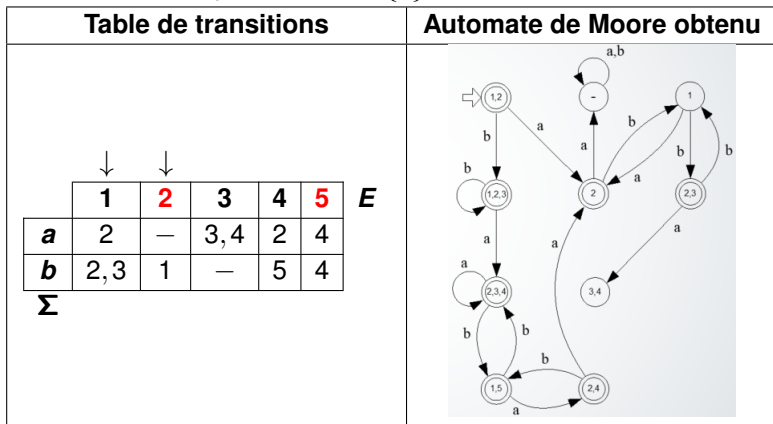 Table de transitions Automate de Moore obtenu
↓ ↓
1 2 3 4 5 E
a 2 − 3,4 2 4
b 2,3 1 − 5 4
Σ
a,b
1,2 - 1
b a a b a b b
b 1,2,3 2 2,3
a a a
a 2,3,4 3,4
b b b
1,5 2,4
a